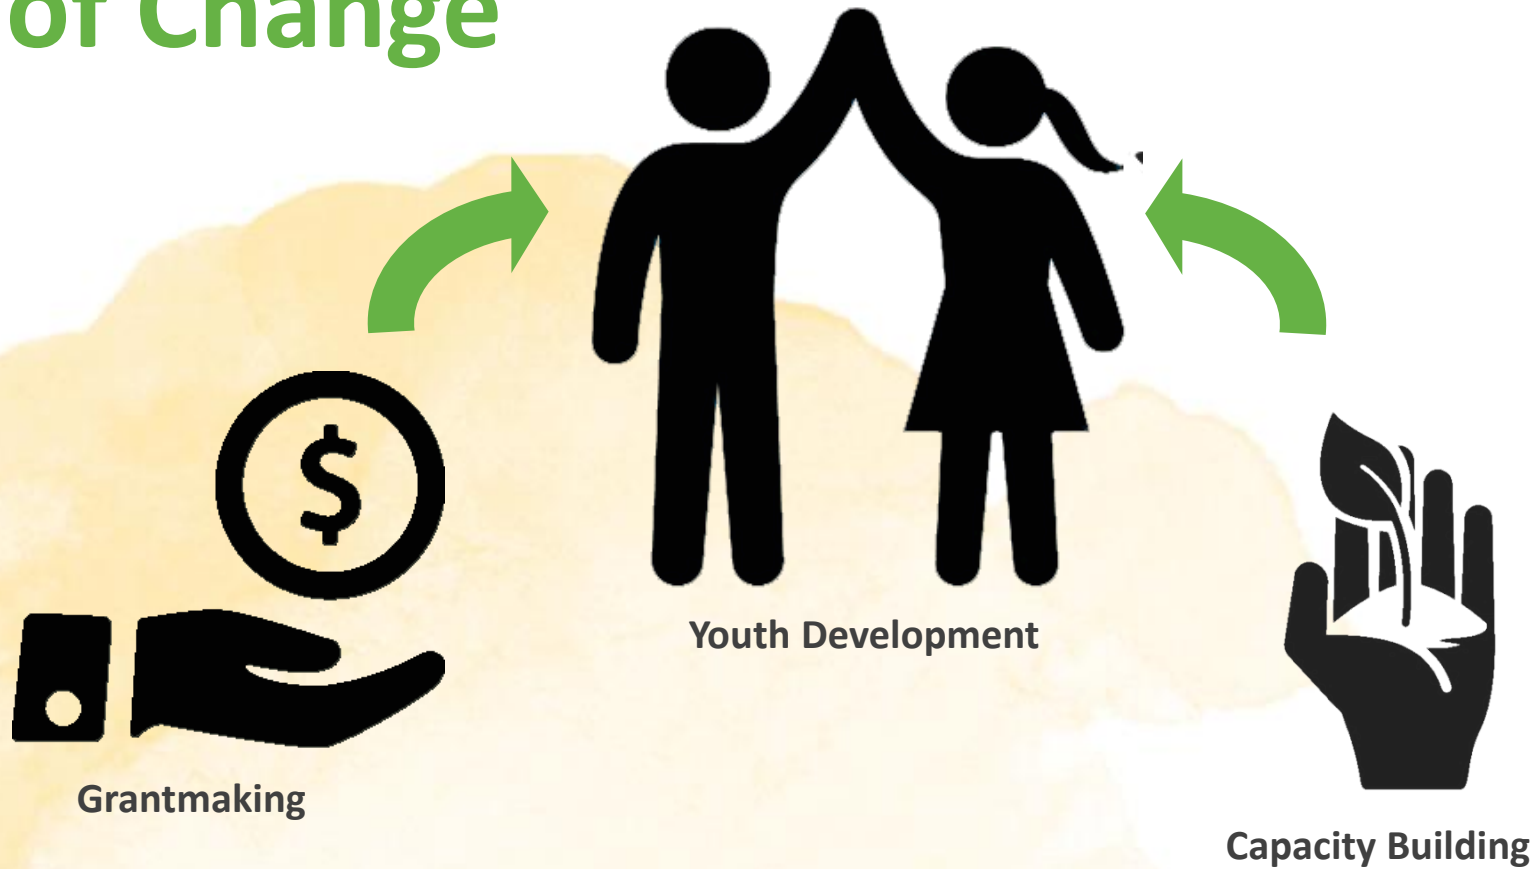 of Change
$
Youth Development
Grantmaking
Capacity Building